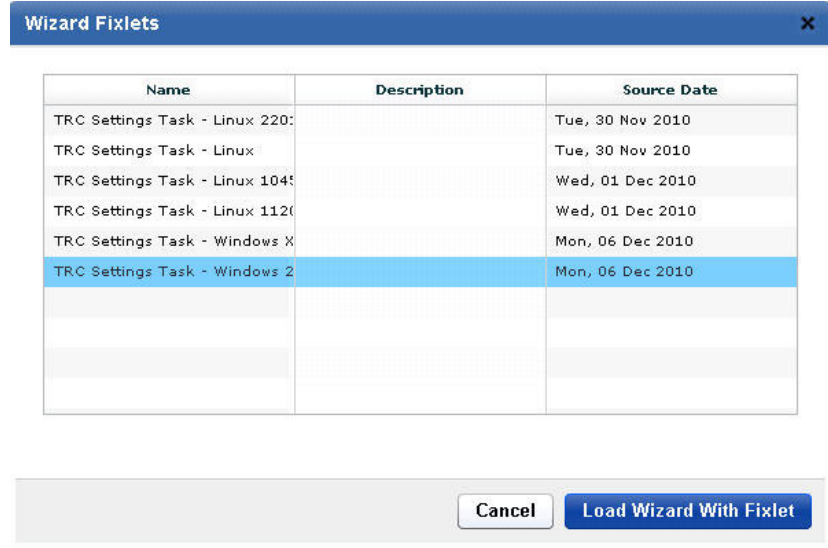 Wizard Fixlets
Name Description Source Date
TRC Settings Task - Linux 220 Tue, 30 Nov 2010
TRC Settings Task - Linux Tue, 30 Nov 2010
TRC Settings Task - Linux 104 Wed, 01 Dec 2010
TRC Settings Task - Linux 112 Wed, 01 Dec 2010
TRC Settings Task - Windows X Mon, 06 Dec 2010
TRC Settings Task - Windows 2 Mon, 06 Dec 2010
Cancel Load Wizard With Fixlet